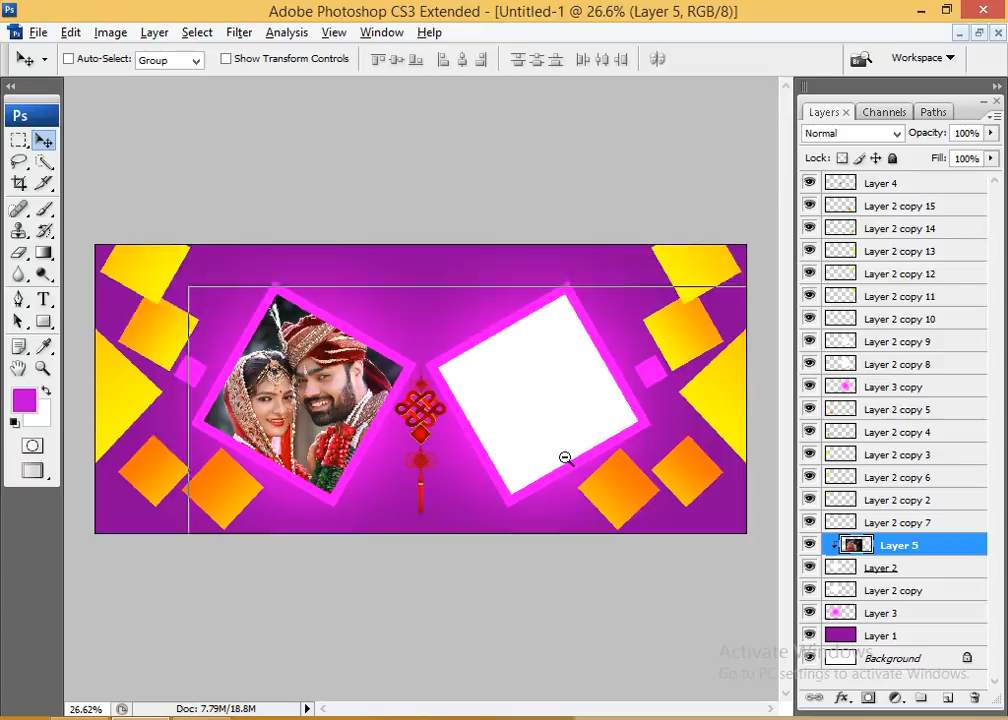 Ps
Adobe Photoshop CS3 Extended - [Untitled-1 @ 26.6% (Layer 5, RGB/8)]
File Edit Image Layer Select Filter Analysis View Window Help
Auto-Select: Group Show Transform Controls Workspace
Ps
Layers Channels Paths
Normal Opacity: 100%
Lock: Fill: 100%
Layer 4
Layer 2 copy 15
Layer 2 copy 14
Layer 2 copy 13
Layer 2 copy 12
Layer 2 copy 11
Layer 2 copy 10
Layer 2 copy 9
Layer 2 copy 8
Layer 3 copy
Layer 2 copy 5
Layer 2 copy 4
Layer 2 copy 3
Layer 2 copy 6
Layer 2 copy 2
Layer 2 copy 7
Layer 5
Layer 2
Layer 2 copy
Layer 3
Layer 1
Background
Activate Windows
Go to PC settings to activate Windows.
26.62% Doc: 7.79M/18.8M